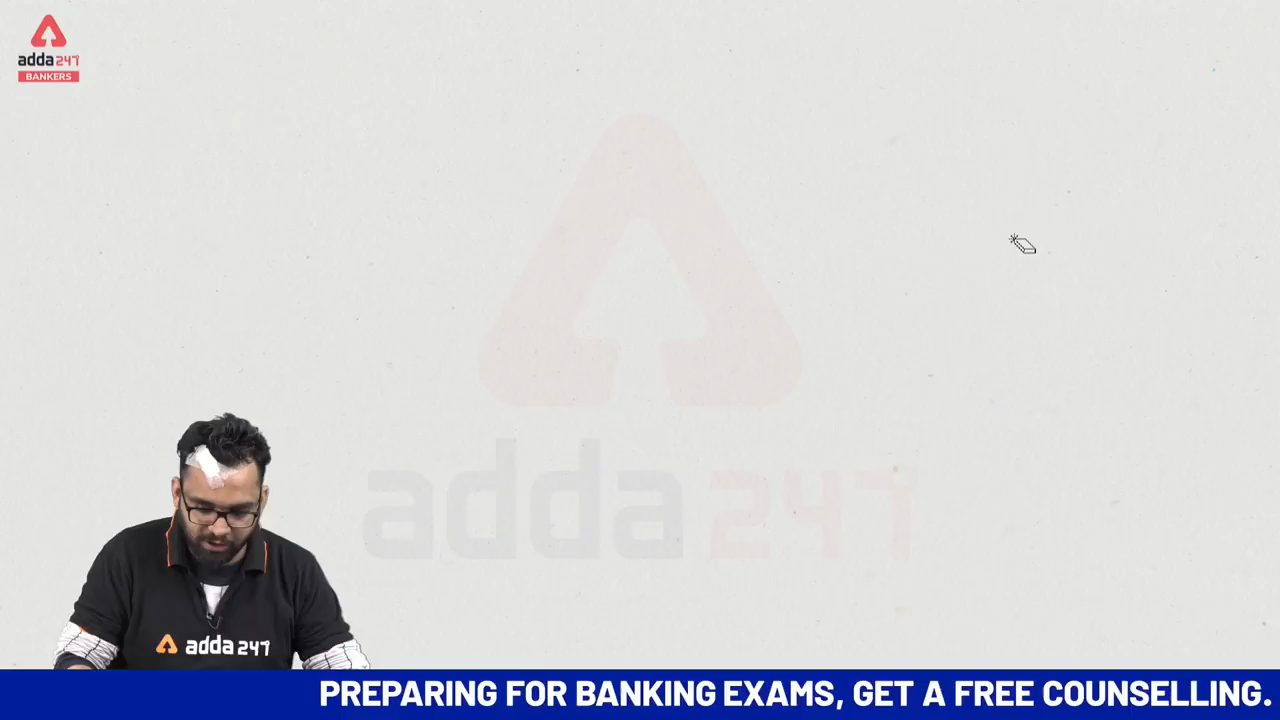 adda247
BANKERS
adda247
adda247
PREPARING FOR BANKING EXAMS, GET A FREE COUNSELLING.